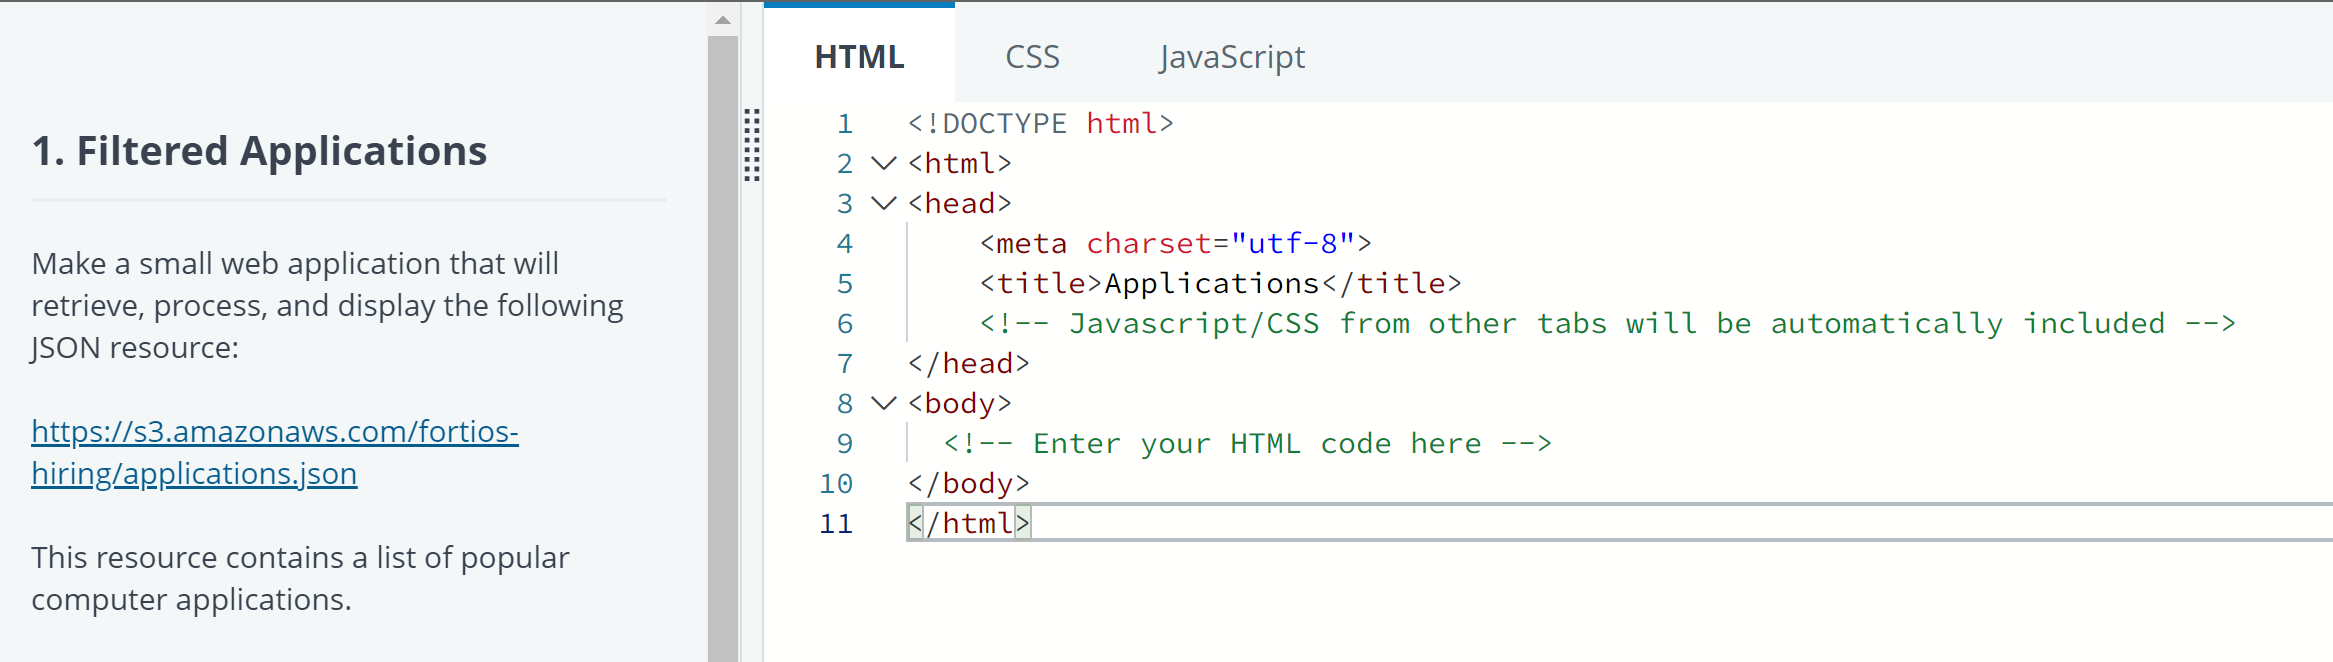 1. Filtered Applications
Make a small web application that will
retrieve, process, and display the following
JSON resource:
https://s3.amazonaws.com/fortios-
hiring/applications.json
This resource contains a list of popular
computer applications.
HTML CSS JavaScript
1 <!DOCTYPE html>
2 <html>
3 <head>
4 <meta charset="utf-8">
5 <title>Applications</title>
6 <!-- Javascript/CSS from other tabs will be automatically included -->
7 </head>
8 <body>
9 <!-- Enter your HTML code here -->
10 </body>
11 </html>